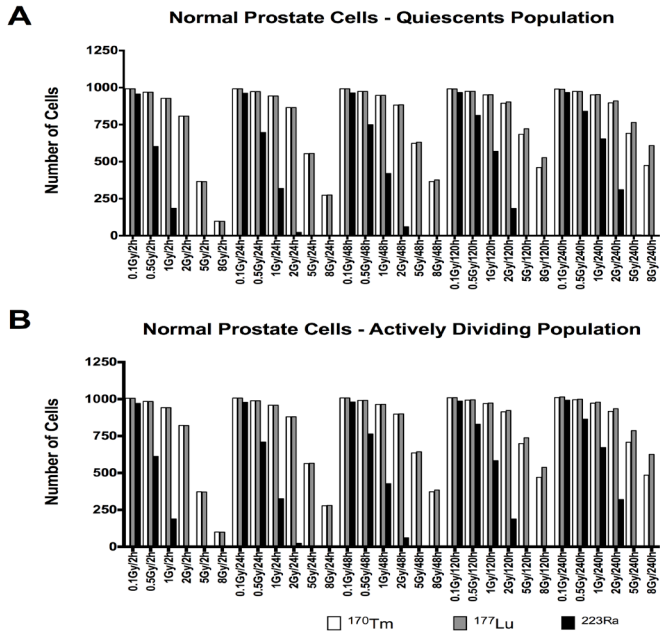 A
Normal Prostate Cells - Quiescents Population
Number of Cells
1250
1000
750
500
250
0
0.1Gy/2h
0.5Gy/2h
1Gy/2h
2Gy/2h
5Gy/2h
8Gy/2h
0.1Gy/24h
0.5Gy/24h
1Gy/24h
2Gy/24h
5Gy/24h
8Gy/24h
0.1Gy/48h
0.5Gy/48h
1Gy/48h
2Gy/48h
5Gy/48h
8Gy/48h
0.1Gy/120h
0.5Gy/120h
1Gy/120h
2Gy/120h
5Gy/120h
8Gy/120h
0.1Gy/240h
0.5Gy/240h
1Gy/240h
2Gy/240h
5Gy/240h
8Gy/240h
B
Normal Prostate Cells - Actively Dividing Population
Number of Cells
1250
1000
750
500
250
0
0.1Gy/2h
0.5Gy/2h
1Gy/2h
2Gy/2h
5Gy/2h
8Gy/2h
0.1Gy/24h
0.5Gy/24h
1Gy/24h
2Gy/24h
5Gy/24h
8Gy/24h
0.1Gy/48h
0.5Gy/48h
1Gy/48h
2Gy/48h
5Gy/48h
8Gy/48h
0.1Gy/120h
0.5Gy/120h
1Gy/120h
2Gy/120h
5Gy/120h
8Gy/120h
0.1Gy/240h
0.5Gy/240h
1Gy/240h
2Gy/240h
5Gy/240h
8Gy/240h
170Tm
177Lu
223Ra